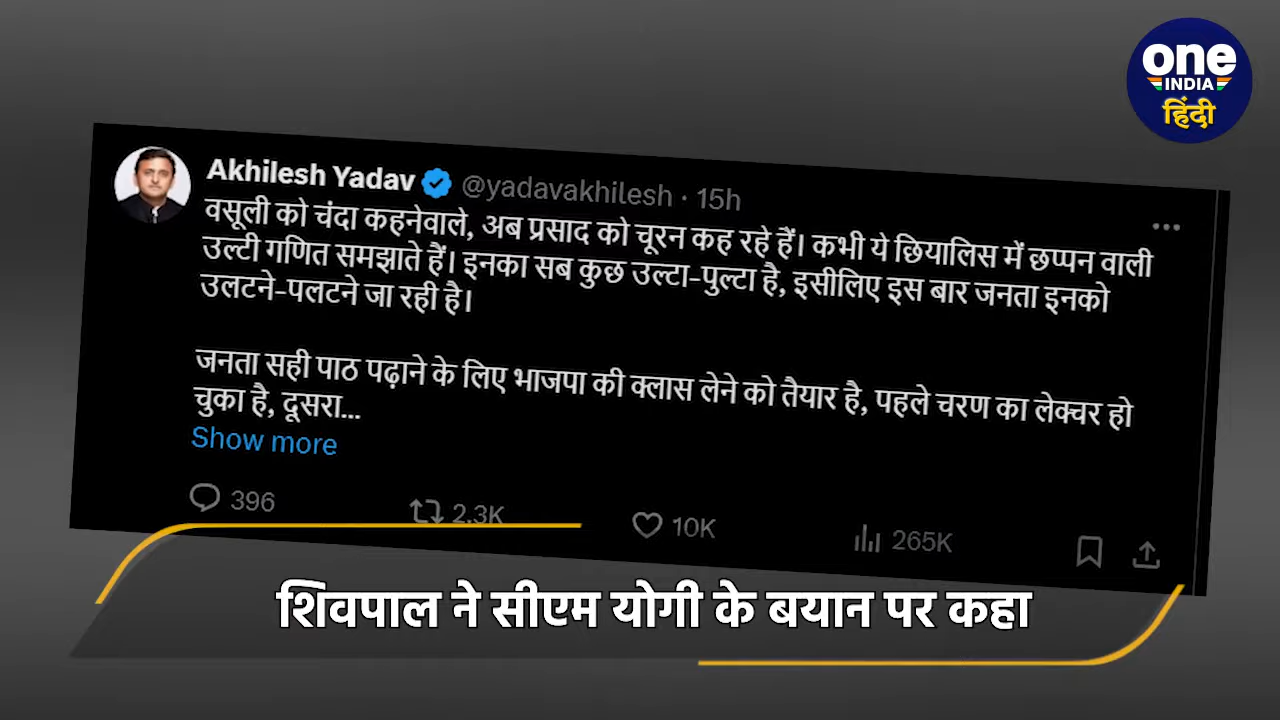 one
INDIA
हिंदी
Akhilesh Yadav @yadavakhilesh · 15h
वसूली को चंदा कहनेवाले, अब प्रसाद को चूरन कह रहे हैं। कभी ये छियालिस में छप्पन वाली
उल्टी गणित समझाते हैं। इनका सब कुछ उल्टा-पुल्टा है, इसीलिए इस बार जनता इनको
उलटने-पलटने जा रही है।
जनता सही पाठ पढ़ाने के लिए भाजपा की क्लास लेने को तैयार है, पहले चरण का लेक्चर हो
चुका है, दूसरा...
Show more
396 2.3K 10K 265K
शिवपाल ने सीएम योगी के बयान पर कहा